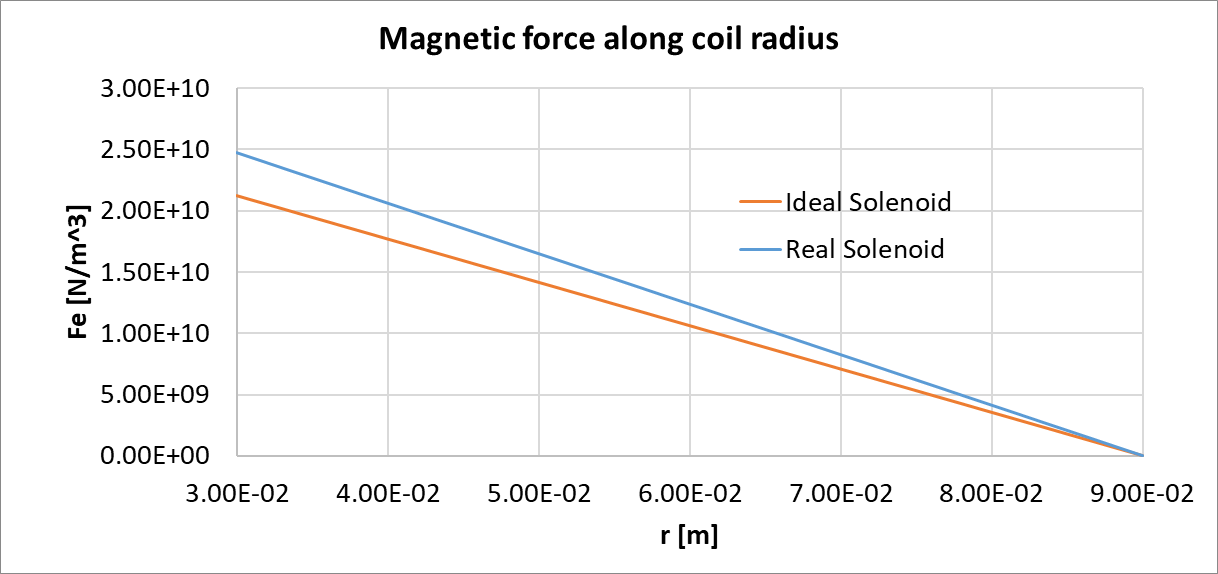 Magnetic force along coil radius
Fe [N/m^3]
3.00E+10
2.50E+10
2.00E+10
1.50E+10
1.00E+10
5.00E+09
0.00E+00
Ideal Solenoid
Real Solenoid
3.00E-02 4.00E-02 5.00E-02 6.00E-02 7.00E-02 8.00E-02 9.00E-02
r [m]